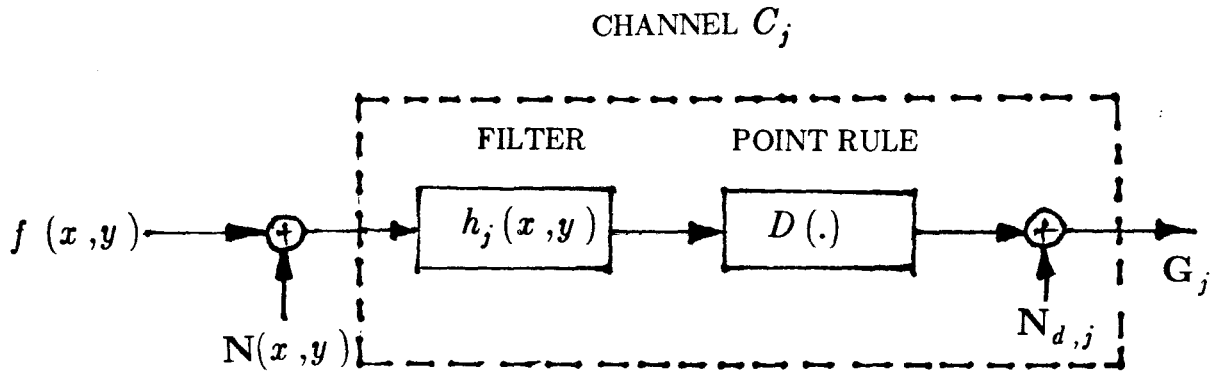 CHANNEL C_j
FILTER POINT RULE
f (x ,y) + h_j (x ,y) D (.) + G_j
N(x ,y) N_d ,j